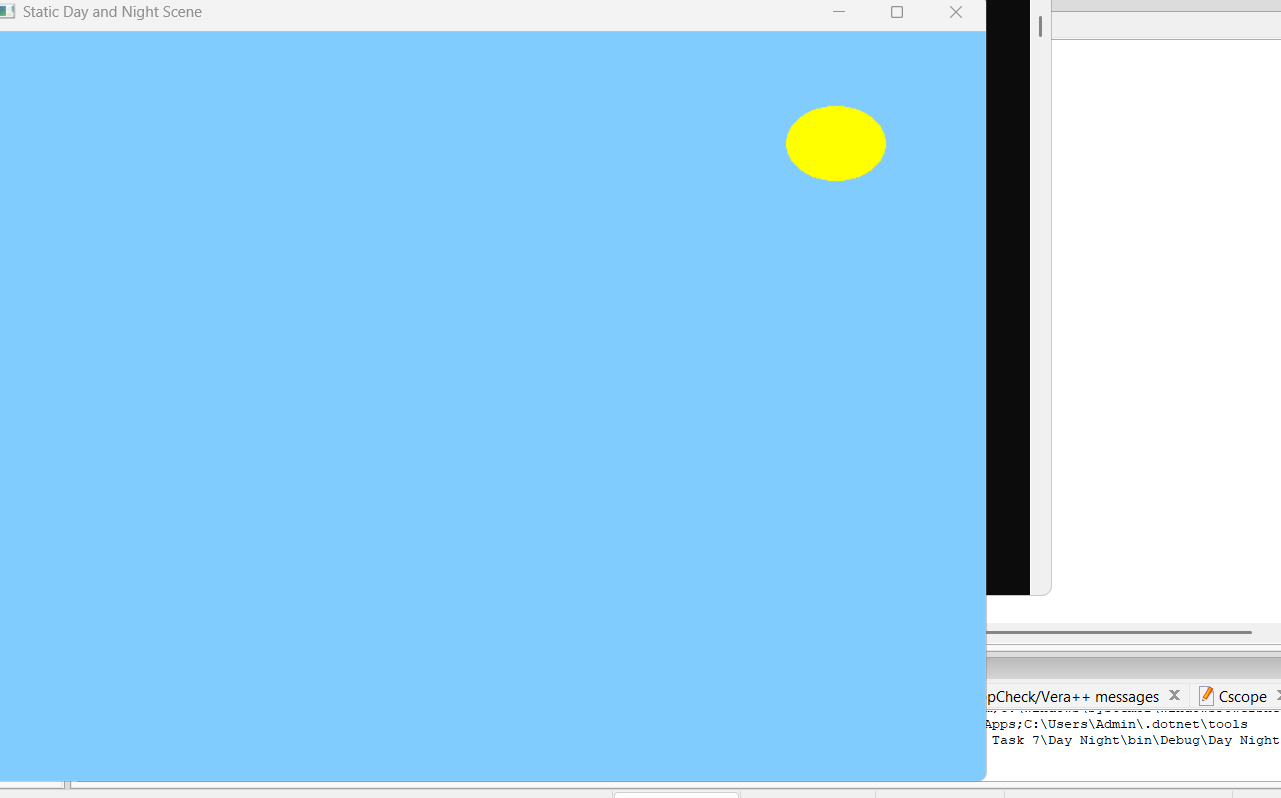 Static Day and Night Scene
pCheck/Vera++ messages
Cscope
Apps;C:\Users\Admin\.dotnet\tools
Task 7\Day Night\bin\Debug\Day Night